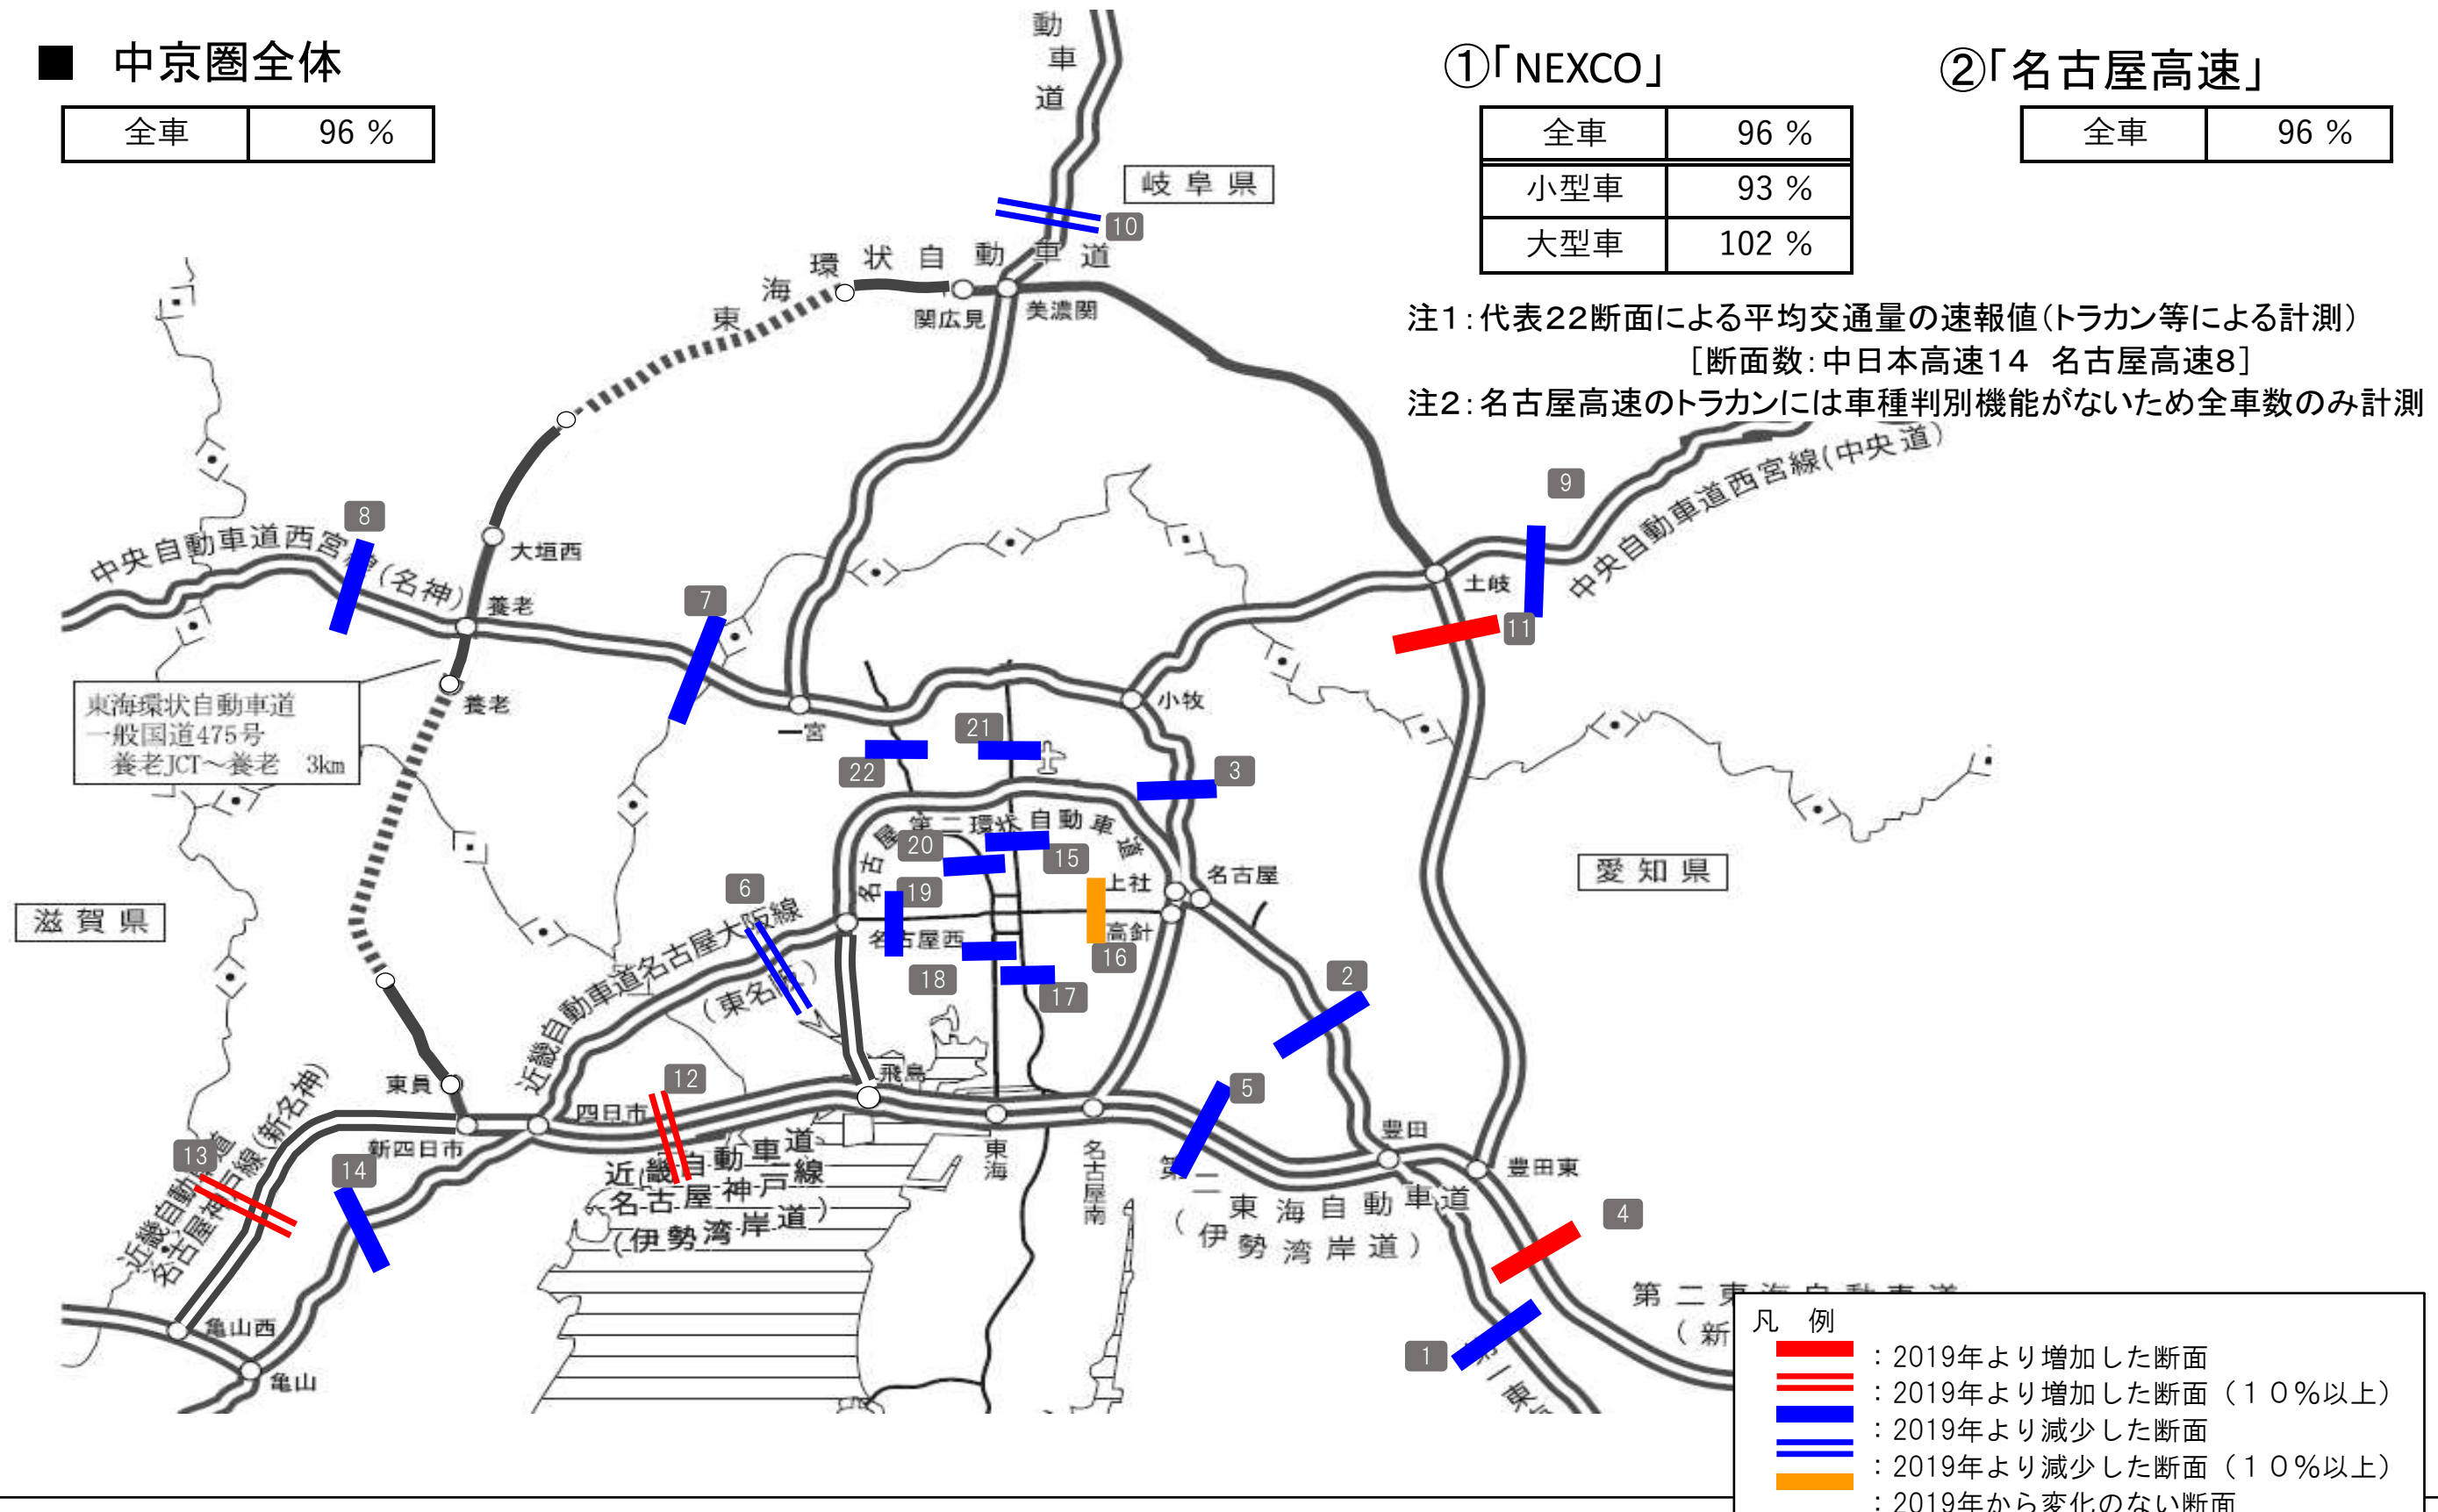 ■ 中京圏全体
全車 96 %
①「NEXCO」
全車 96 %
小型車 93 %
大型車 102 %
②「名古屋高速」
全車 96 %
注1：代表22断面による平均交通量の速報値（トラカン等による計測）
［断面数：中日本高速14 名古屋高速8］
注2：名古屋高速のトラカンには車種判別機能がないため全車数のみ計測
動車道
岐阜県
10
東海環状自動車道
関広見
美濃関
中央自動車道西宮線(中央道)
9
8
中央自動車道西宮
(名神)
大垣西
養老
7
土岐
11
東海環状自動車道
一般国道475号
養老JCT～養老 3km
養老
一宮
小牧
21
22
3
名古屋第二環状自動車道
20
15
上社
名古屋
愛知県
6
19
滋賀県
近畿自動車道名古屋大阪線
(東名阪)
名古屋西
高針
16
18
17
2
飛島
東員
12
5
四日市
新四日市
13
14
近畿自動車道
名古屋神戸線(新名神)
近畿自動車道
名古屋神戸線
(伊勢湾岸道)
東海
名古屋南
豊田
豊田東
第二東海自動車道
(伊勢湾岸道)
4
亀山西
亀山
1
第一東
第二東海自動車道
(新
凡 例
：2019年より増加した断面
：2019年より増加した断面（１０％以上）
：2019年より減少した断面
：2019年より減少した断面（１０％以上）
：2019年から変化のない断面